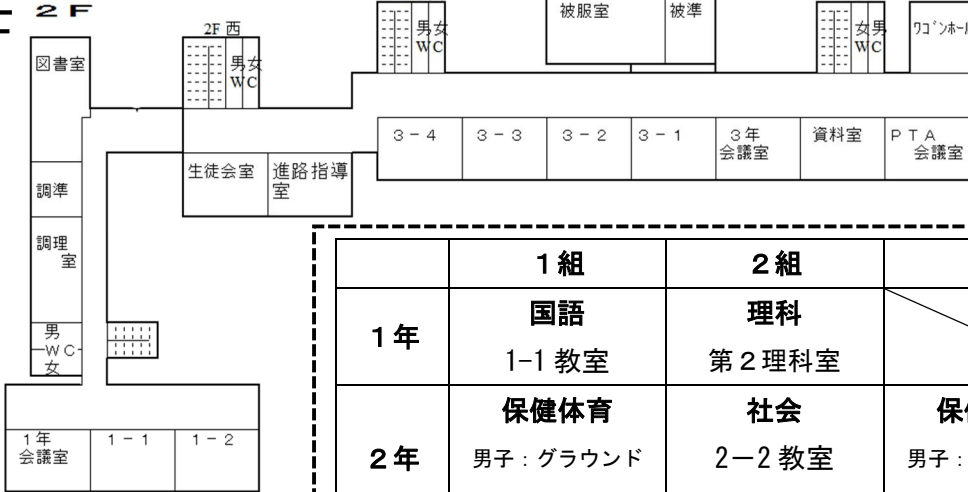 2F
2F 西
図書室
男女
WC
男女
WC
被服室
被準
女男
WC
ワゴンホール
3-4
3-3
3-2
3-1
3年
会議室
資料室
PTA
会議室
生徒会室
進路指導
室
調準
調理
室
男
WC
女
1年
会議室
1-1
1-2
1組
2組
1年
国語
1-1 教室
理科
第2理科室
2年
保健体育
男子:グラウンド
社会
2-2 教室
男子: